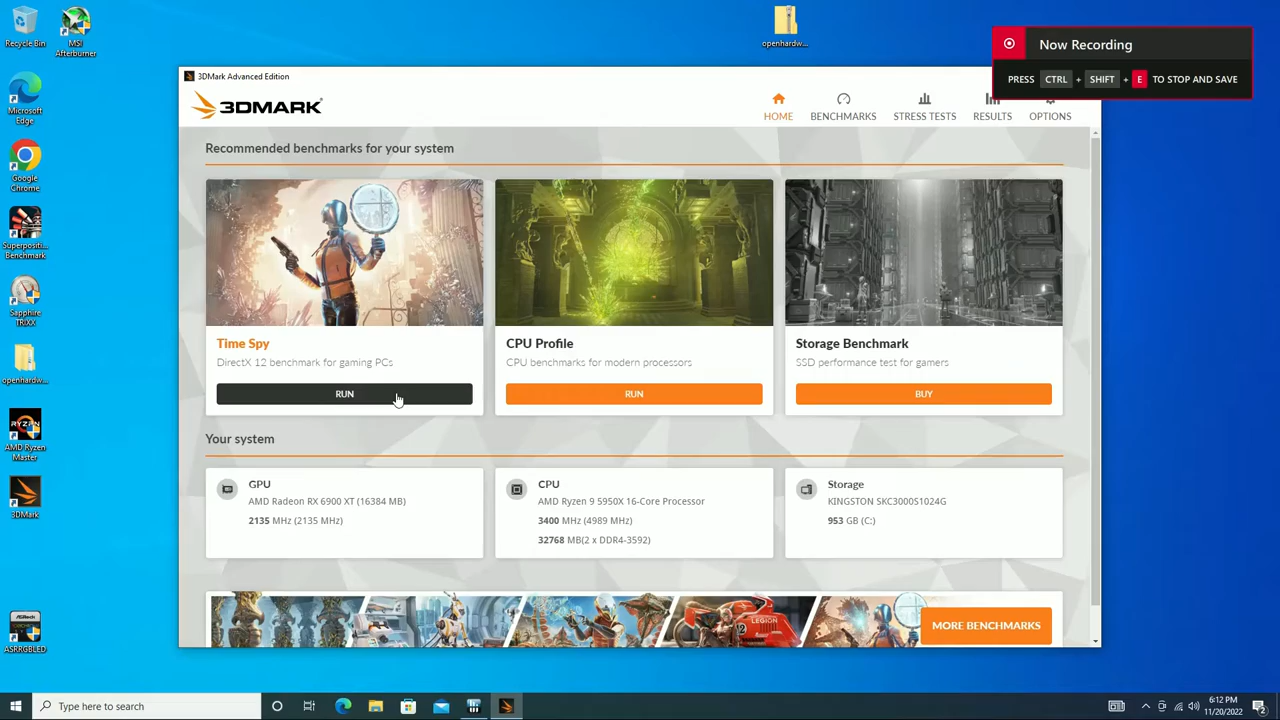 Recycle Bin
MSI Afterburner
Microsoft Edge
Google Chrome
Superpositi... Benchmark
Sapphire TRIXX
openhardw...
AMD Ryzen Master
3DMark
ASRock
ASRRGBLED
openhardw...
Now Recording
PRESS CTRL + SHIFT + E TO STOP AND SAVE
3DMark Advanced Edition
3DMARK
HOME
BENCHMARKS
STRESS TESTS
RESULTS
OPTIONS
Recommended benchmarks for your system
Time Spy
DirectX 12 benchmark for gaming PCs
RUN
CPU Profile
CPU benchmarks for modern processors
RUN
Storage Benchmark
SSD performance test for gamers
BUY
Your system
GPU
AMD Radeon RX 6900 XT (16384 MB)
2135 MHz (2135 MHz)
CPU
AMD Ryzen 9 5950X 16-Core Processor
3400 MHz (4989 MHz)
32768 MB(2 x DDR4-3592)
Storage
KINGSTON SKC3000S1024G
953 GB (C:)
LEGION
MORE BENCHMARKS
Type here to search
6:12 PM
11/20/2022
2